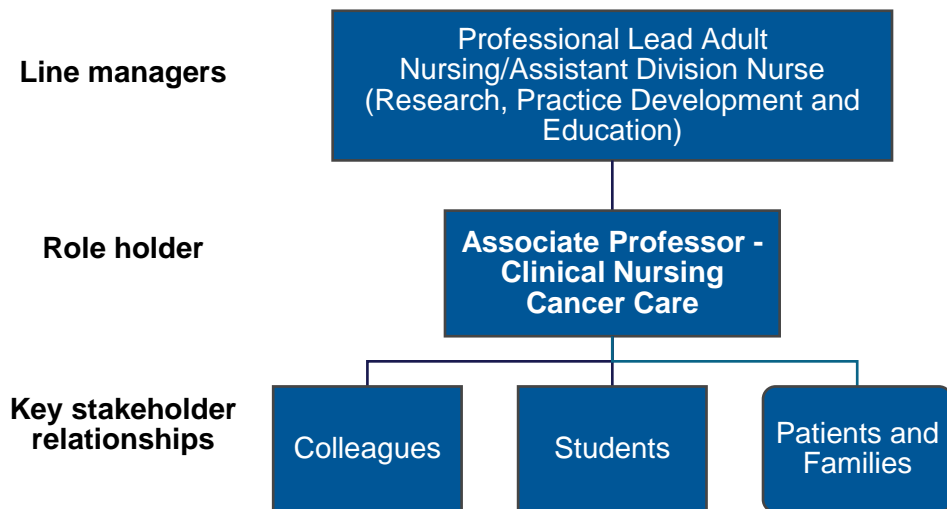 Line managers
Professional Lead Adult
Nursing/Assistant Division Nurse
(Research, Practice Development and
Education)
Role holder
Associate Professor -
Clinical Nursing
Cancer Care
Key stakeholder
relationships
Colleagues
Students
Patients and
Families